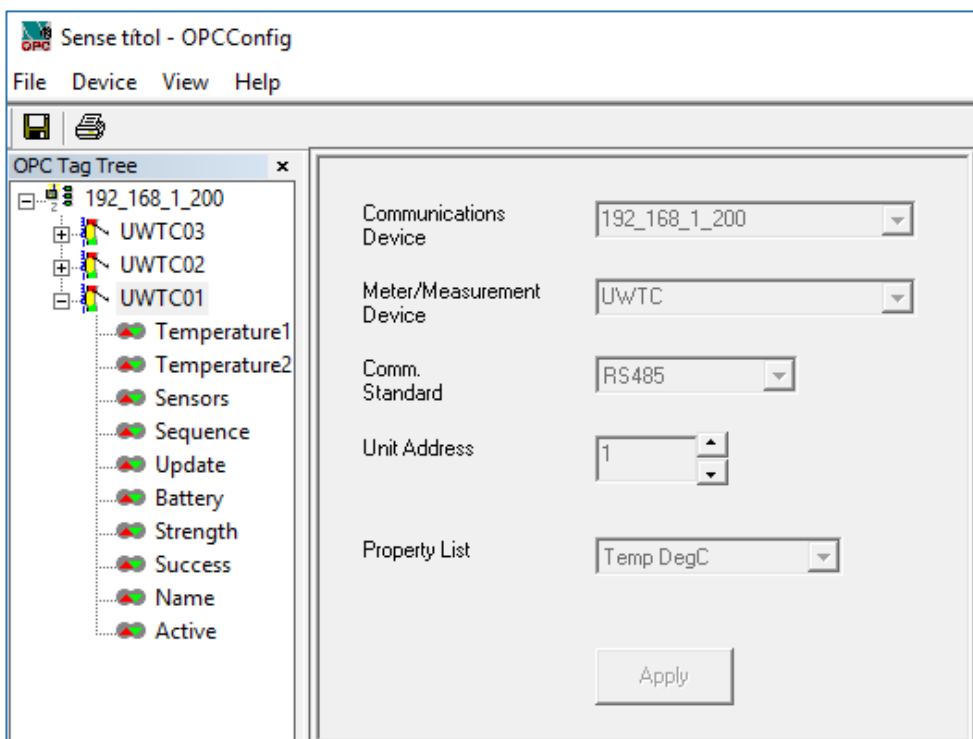 OPC
Sense títol - OPCConfig
File Device View Help
OPC Tag Tree x
192_168_1_200
UWTC03
UWTC02
UWTC01
Temperature1
Temperature2
Sensors
Sequence
Update
Battery
Strength
Success
Name
Active
Communications
Device
192_168_1_200
Meter/Measurement
Device
UWTC
Comm.
Standard
RS485
Unit Address
1
Property List
Temp DegC
Apply